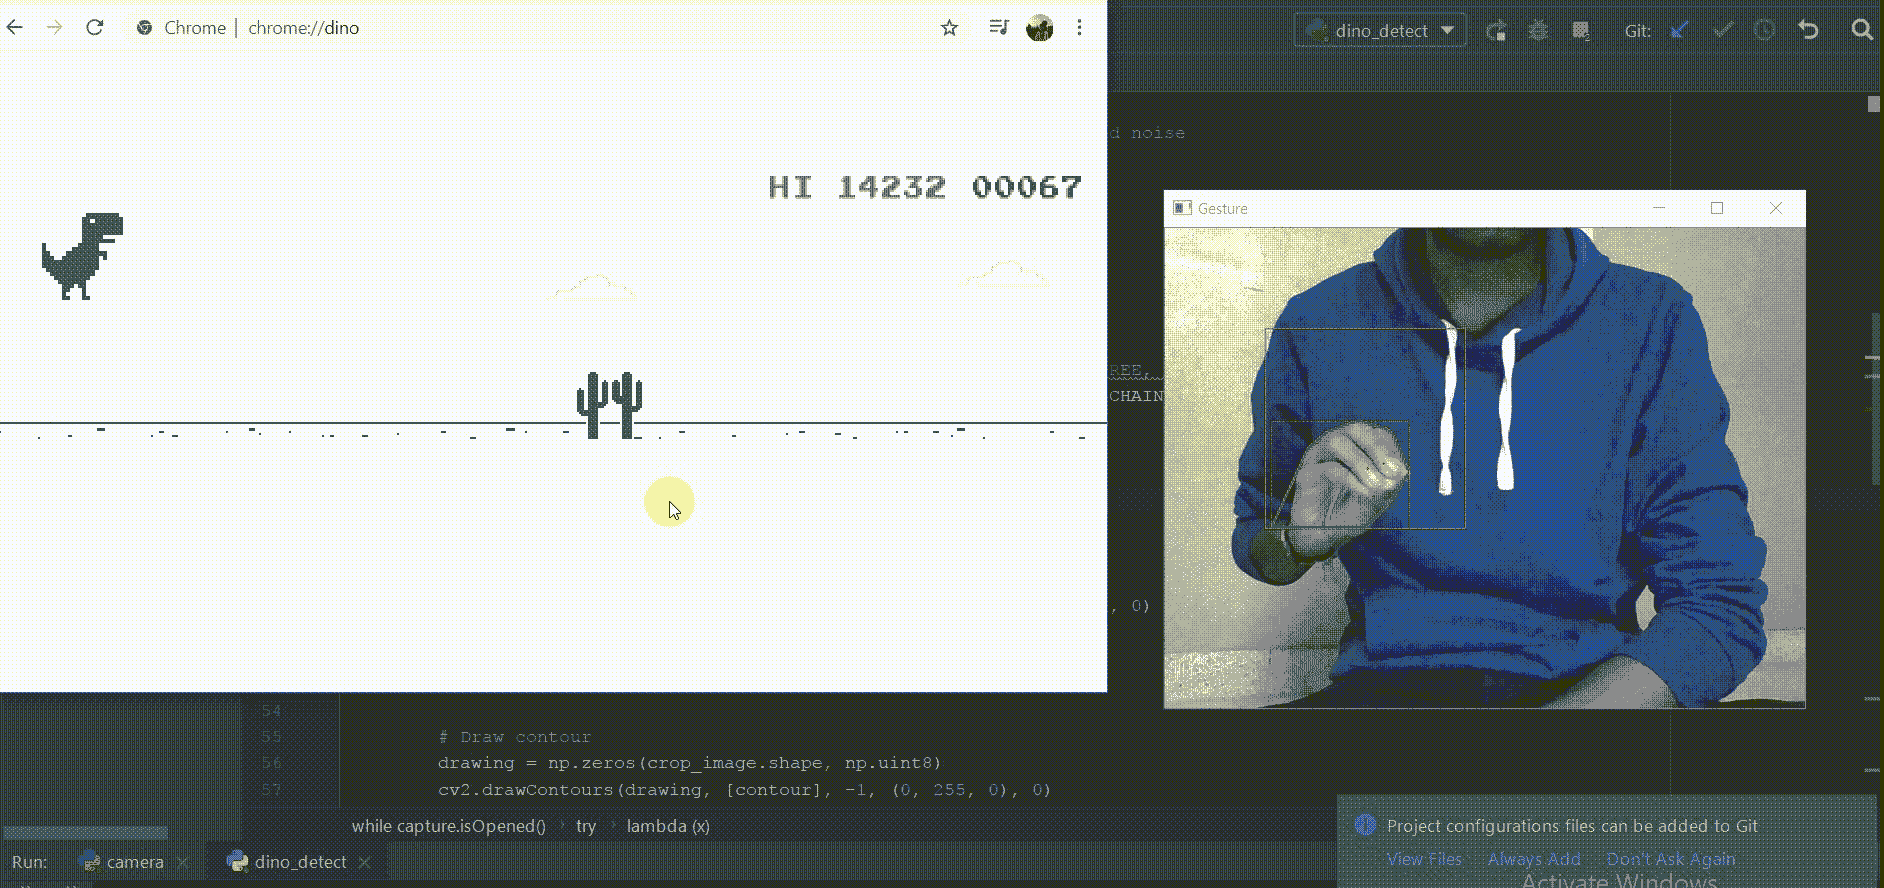 Chrome | chrome://dino
dino_detect
Git:
d noise
HI 14232 00067
Gesture
REE,
CHAIN
, 0)
54
55 # Draw contour
56 drawing = np.zeros(crop_image.shape, np.uint8)
57 cv2.drawContours(drawing, [contour], -1, (0, 255, 0), 0)
while capture.isOpened() › try › lambda (x)
Project configurations files can be added to Git
View Files Always Add Don't Ask Again
Run: camera dino_detect
Activate Windows